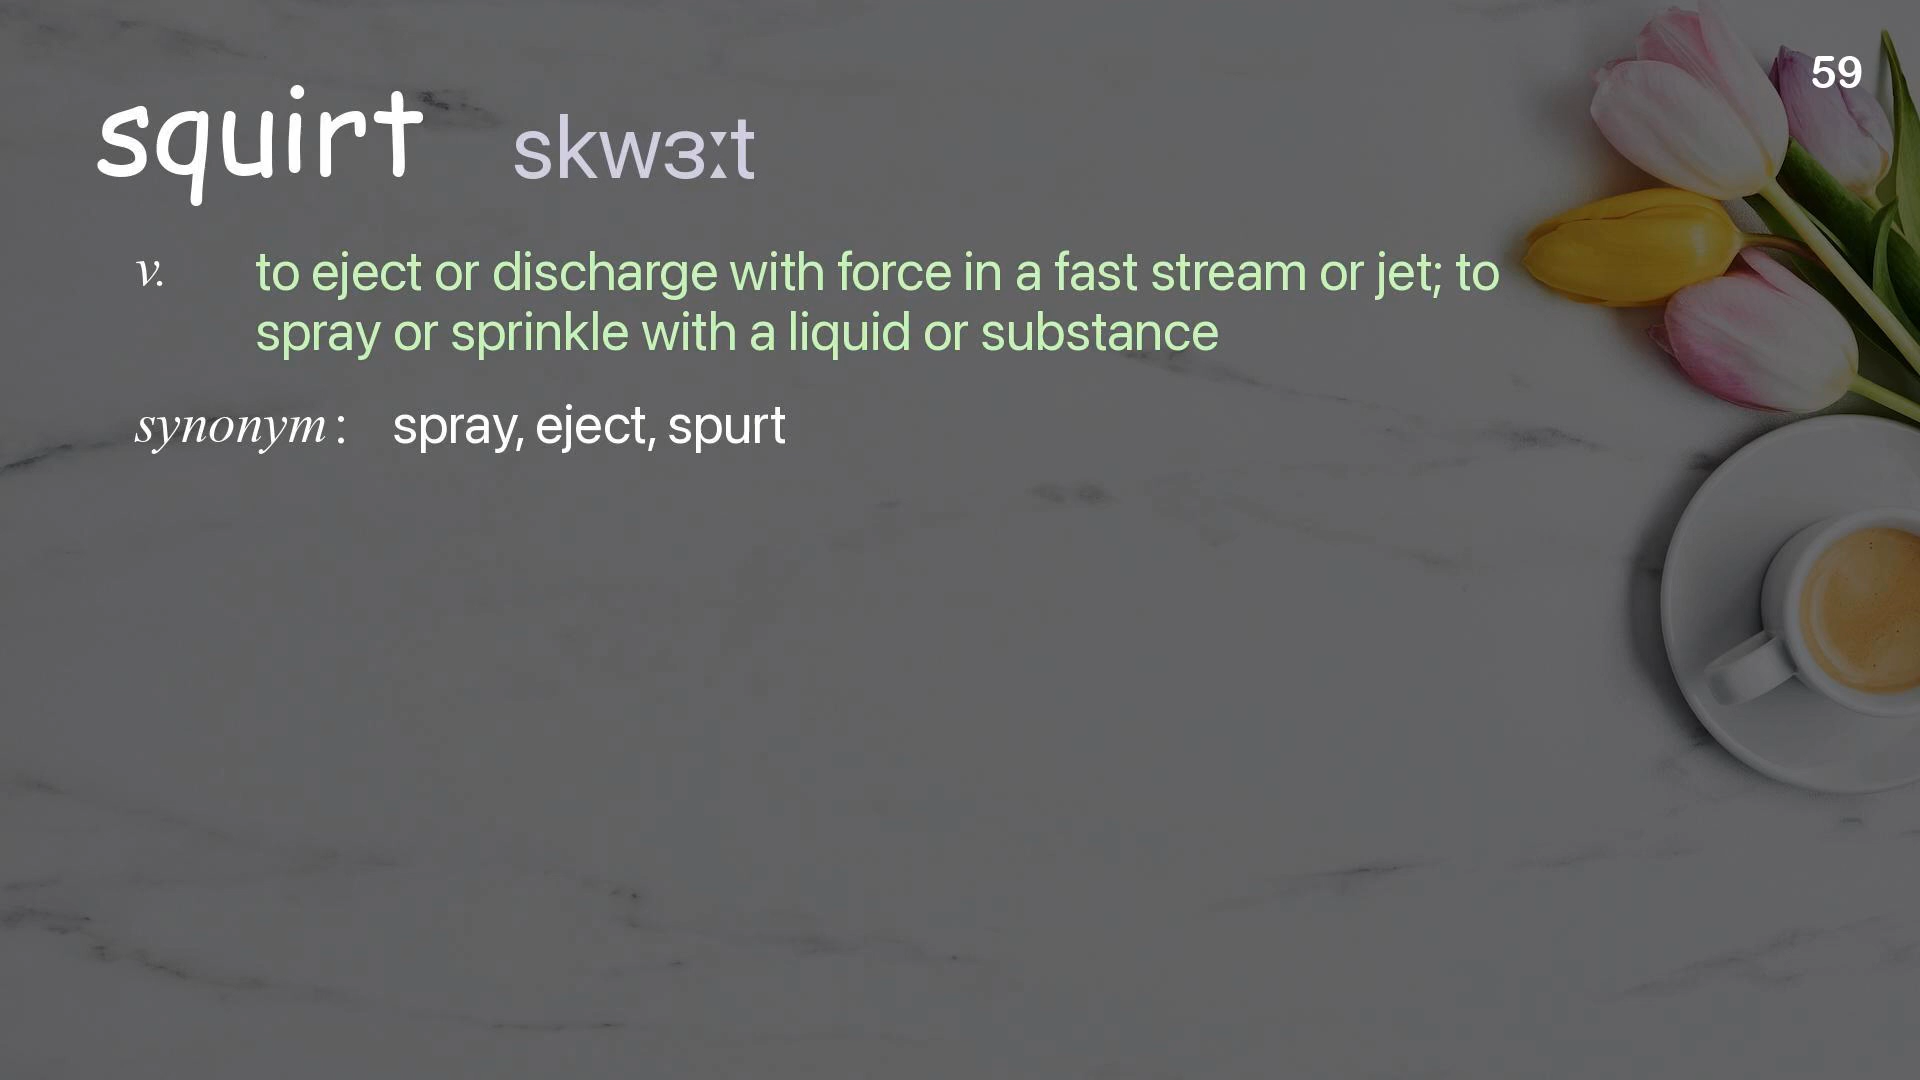 59
squirt skwɜːt
v. to eject or discharge with force in a fast stream or jet; to
spray or sprinkle with a liquid or substance
synonym : spray, eject, spurt